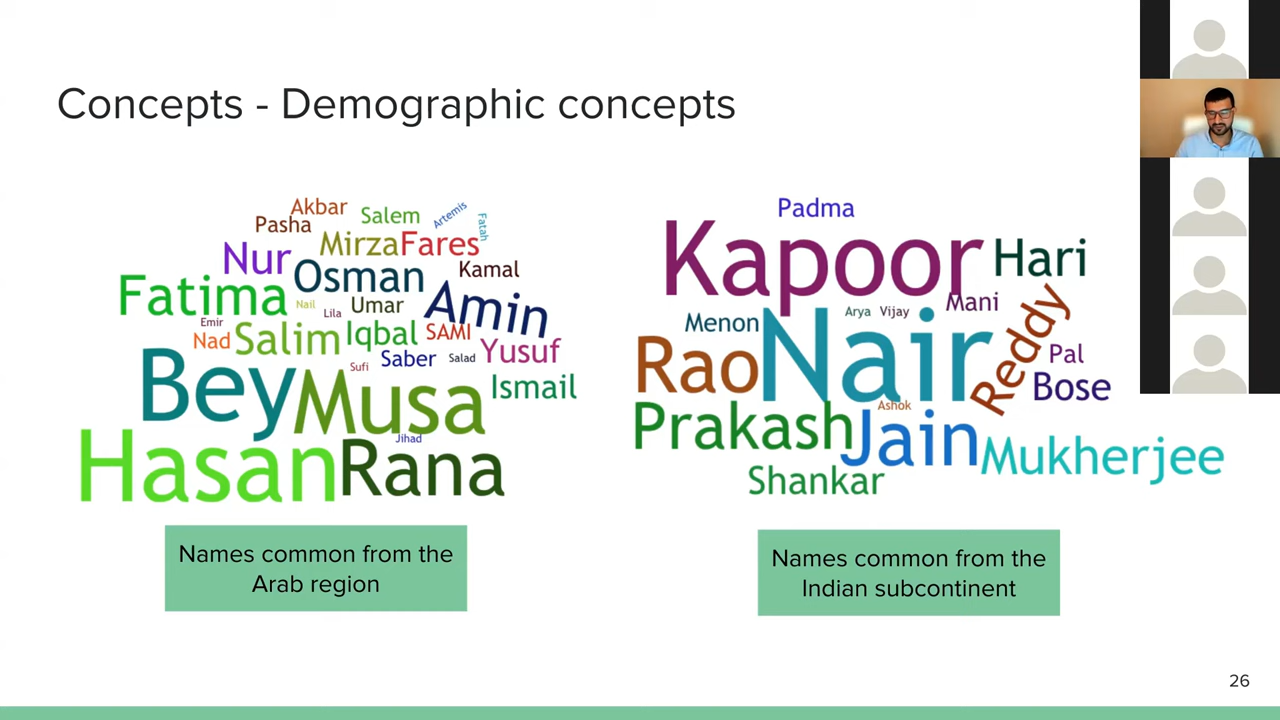 Concepts - Demographic concepts
Akbar
Salem
Artemis
Fatah
Pasha
Mirza
Fares
Nur
Osman
Kamal
Fatima
Nail
Lila
Umar
Amin
Emir
Nad
Salim
Iqbal
SAMI
Yusuf
Sufi
Saber
Salad
Bey
Musa
Ismail
Jihad
Hasan
Rana
Names common from the
Arab region
Padma
Kapoor
Hari
Mani
Menon
Arya
Vijay
Nair
Reddy
Rao
Pal
Bose
Ashok
Prakash
Jain
Mukherjee
Shankar
Names common from the
Indian subcontinent
26